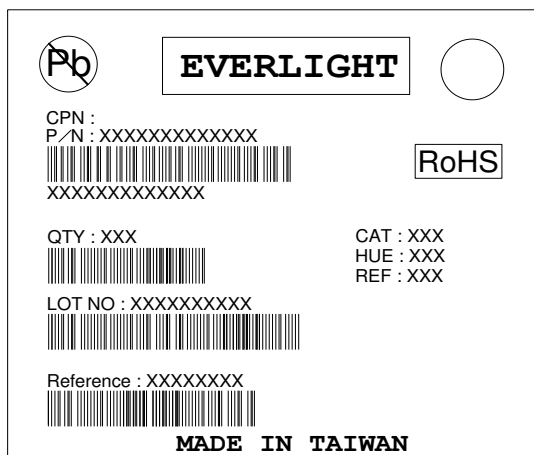 Pb
EVERLIGHT
CPN :
P/N : XXXXXXXXXXXXX
RoHS
XXXXXXXXXXXXX
QTY : XXX
CAT : XXX
HUE : XXX
REF : XXX
LOT NO : XXXXXXXXXX
Reference : XXXXXXXX
MADE IN TAIWAN